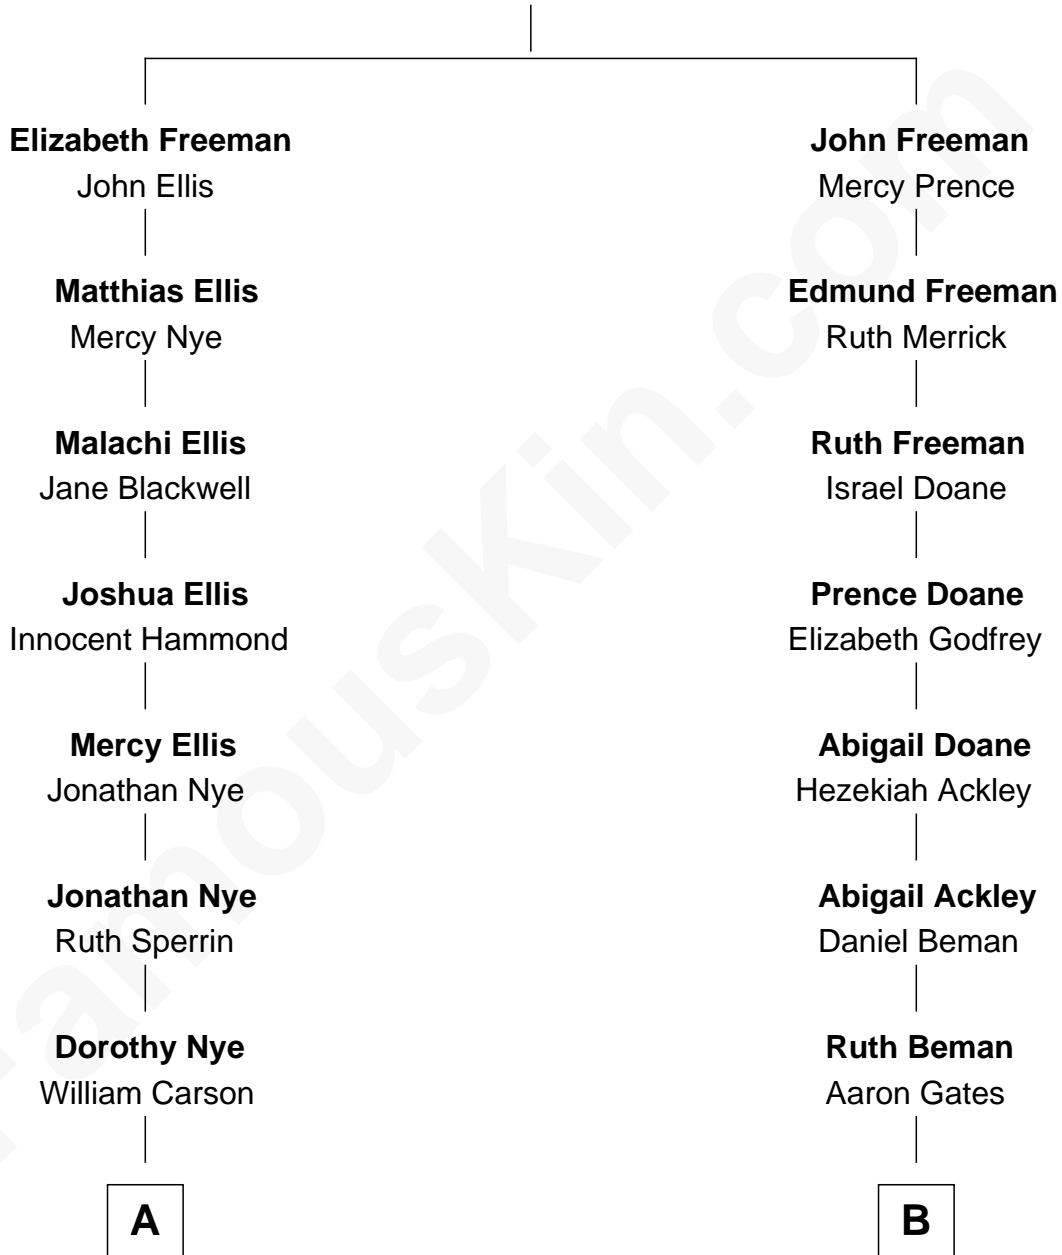 Elizabeth Freeman
John Ellis
Matthias Ellis
Mercy Nye
Malachi Ellis
Jane Blackwell
Joshua Ellis
Innocent Hammond
Mercy Ellis
Jonathan Nye
Jonathan Nye
Ruth Sperrin
Dorothy Nye
William Carson
A
John Freeman
Mercy Prence
Edmund Freeman
Ruth Merrick
Ruth Freeman
Israel Doane
Prence Doane
Elizabeth Godfrey
Abigail Doane
Hezekiah Ackley
Abigail Ackley
Daniel Beman
Ruth Beman
Aaron Gates
B
FamousKin.com